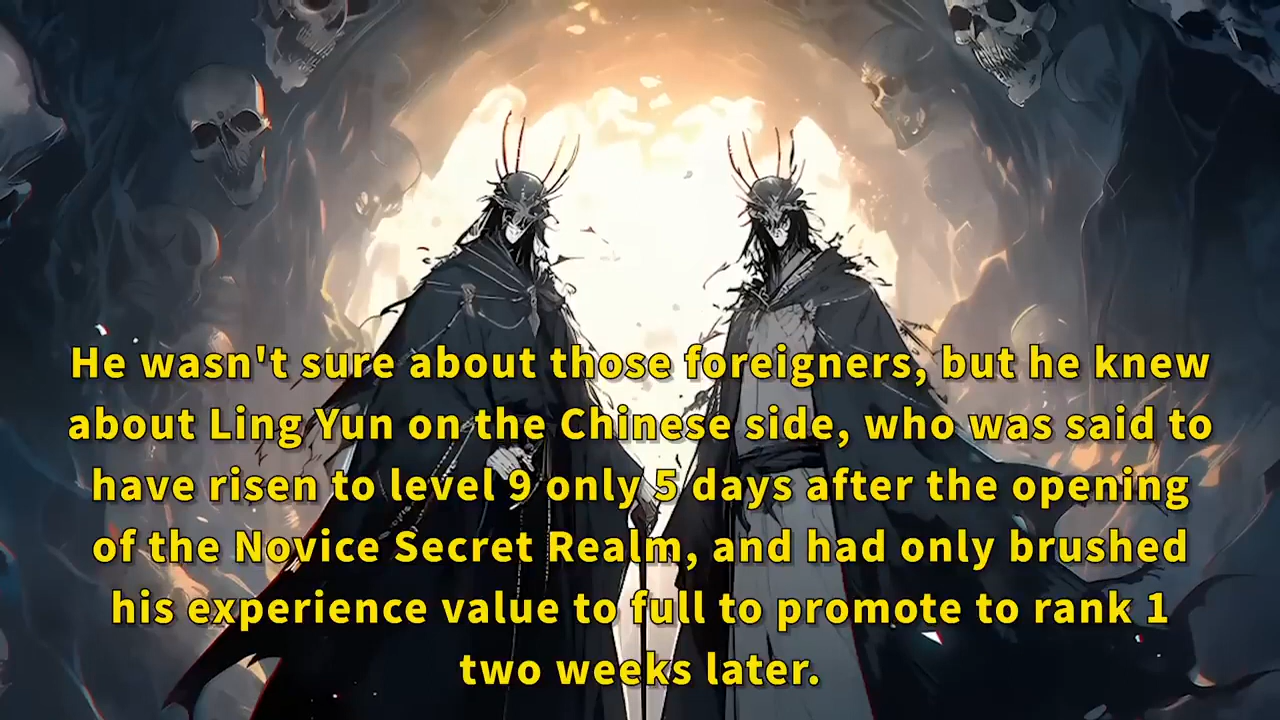 He wasn't sure about those foreigners, but he knew
about Ling Yun on the Chinese side, who was said to
have risen to level 9 only 5 days after the opening
of the Novice Secret Realm, and had only brushed
his experience value to full to promote to rank 1
two weeks later.